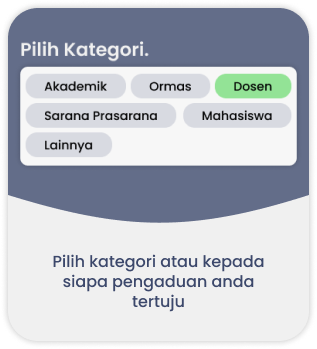 Pilih Kategori.
Akademik Ormas Dosen
Sarana Prasarana Mahasiswa
Lainnya
Pilih kategori atau kepada
siapa pengaduan anda
tertuju